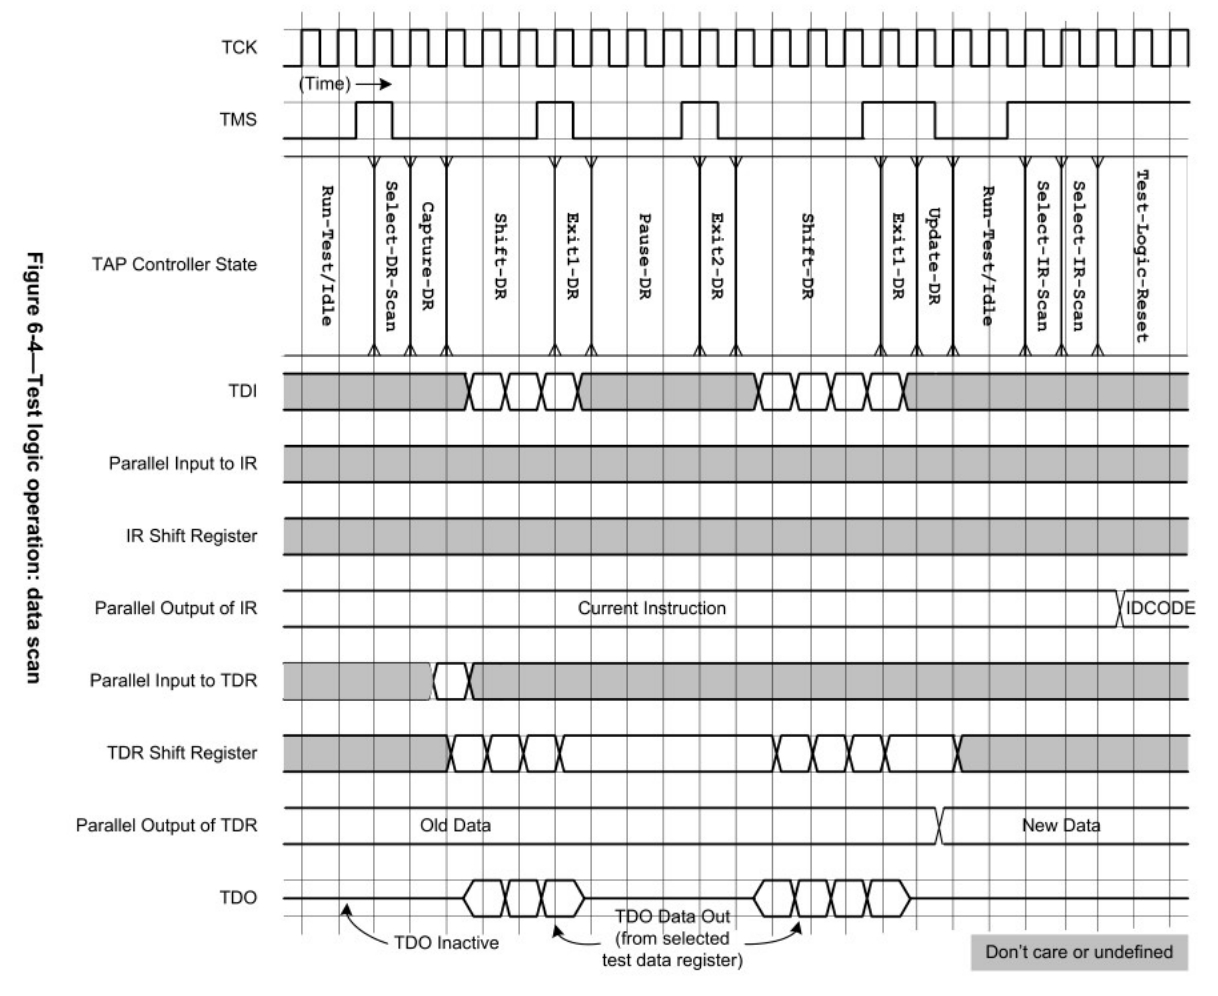 TCK
(Time)
TMS
TAP Controller State
Run-Test/Idle
Select-DR-Scan
Capture-DR
Shift-DR
Exit1-DR
Pause-DR
Exit2-DR
Shift-DR
Exit1-DR
Update-DR
Run-Test/Idle
Select-IR-Scan
Select-IR-Scan
Test-Logic-Reset
TDI
Parallel Input to IR
IR Shift Register
Parallel Output of IR
Current Instruction
IDCODE
Parallel Input to TDR
TDR Shift Register
Parallel Output of TDR
Old Data
New Data
TDO
TDO Inactive
TDO Data Out
(from selected
test data register)
Don't care or undefined
Figure 6-4—Test logic operation: data scan